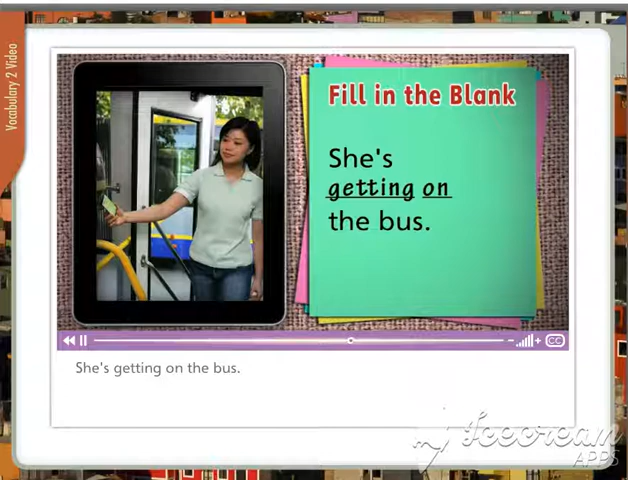 Vocabulary 2 Video
Fill in the Blank
She's
getting on
the bus.
CC
She's getting on the bus.
Icecream
APPS